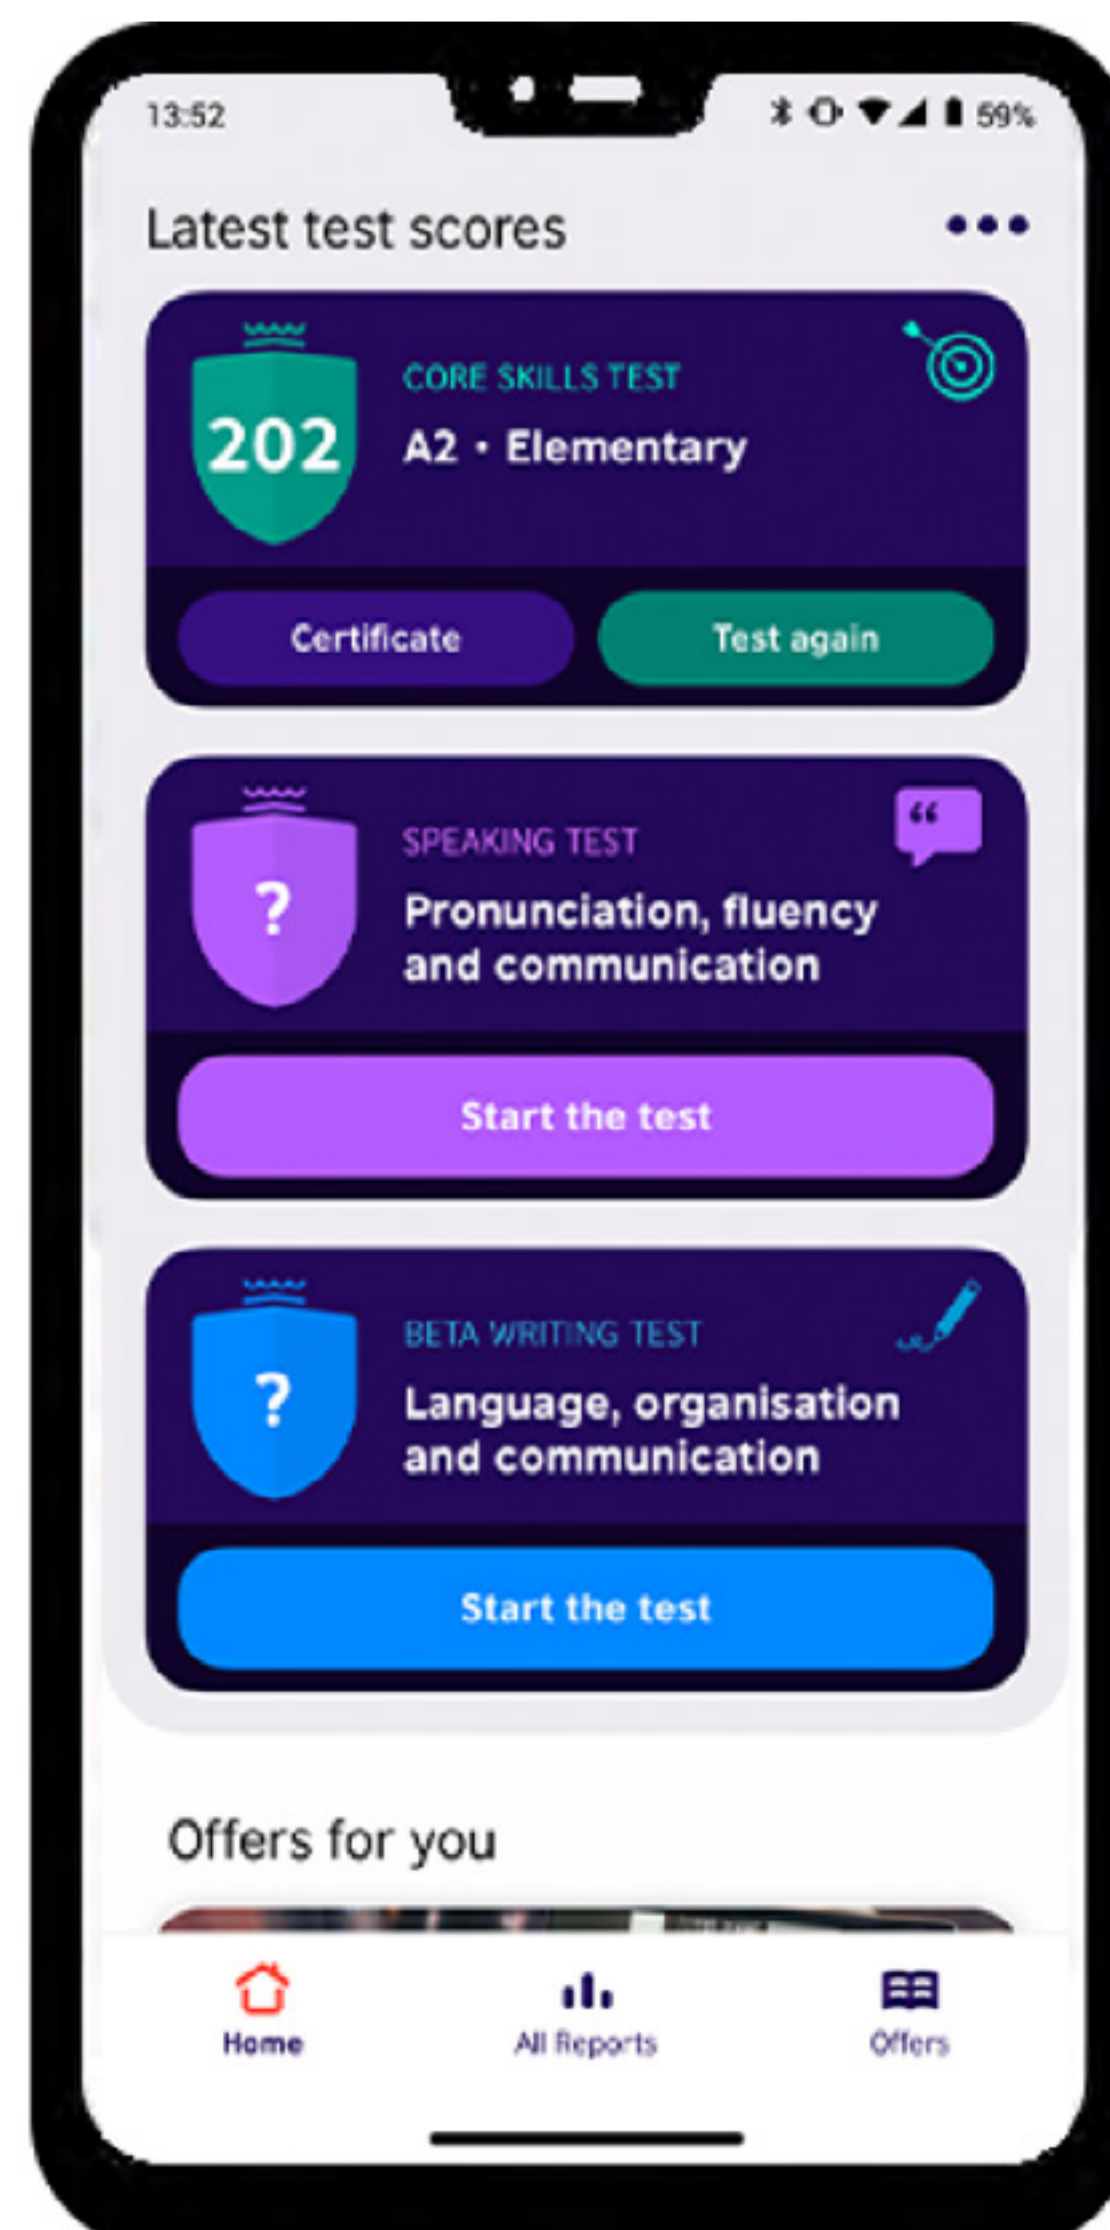 13:52
59%
Latest test scores
202
CORE SKILLS TEST
A2 • Elementary
Certificate
Test again
?
SPEAKING TEST
Pronunciation, fluency
and communication
Start the test
?
BETA WRITING TEST
Language, organisation
and communication
Start the test
Offers for you
Home
All Reports
Offers